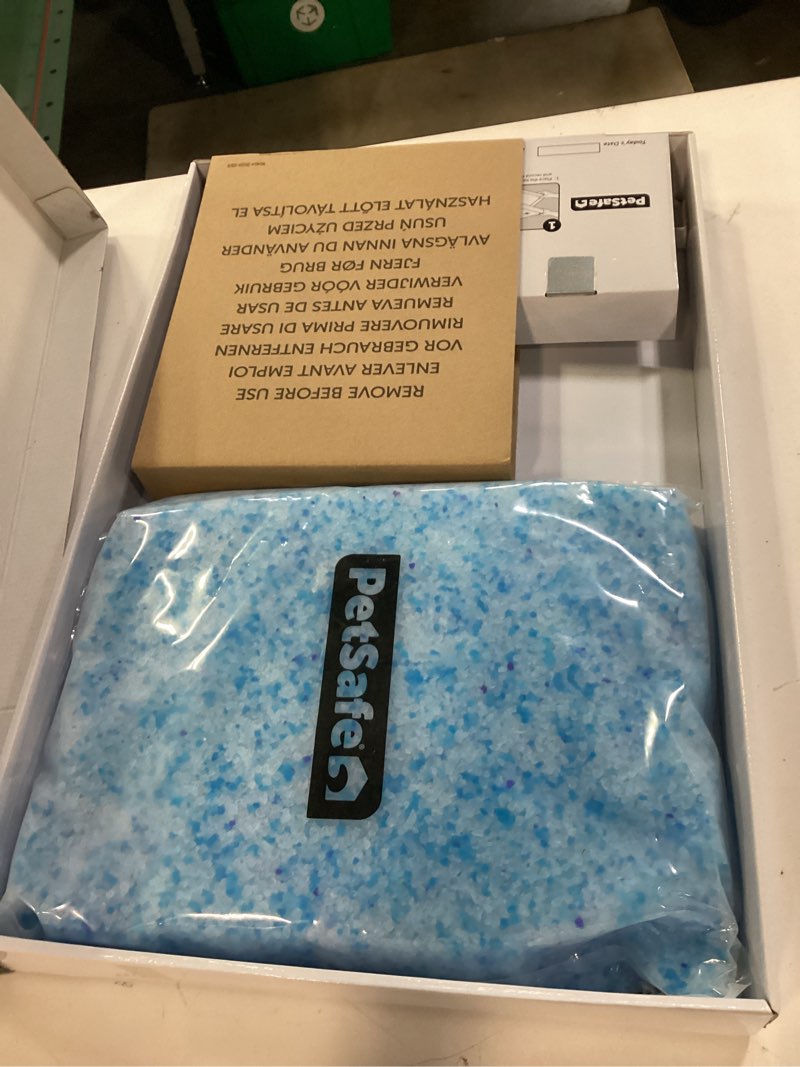 REMOVE BEFORE USE
ENLEVER AVANT EMPLOI
VOR GEBRAUCH ENTFERNEN
RIMUOVERE PRIMA DI USARE
REMUEVA ANTES DE USAR
VERWIJDER VÓÓR GEBRUIK
FJERN FØR BRUG
AVLÄGSNA INNAN DU ANVÄNDER
USUŃ PRZED UŻYCIEM
HASZNÁLAT ELŐTT TÁVOLÍTSA EL
PetSafe
1
Today's Date
PetSafe